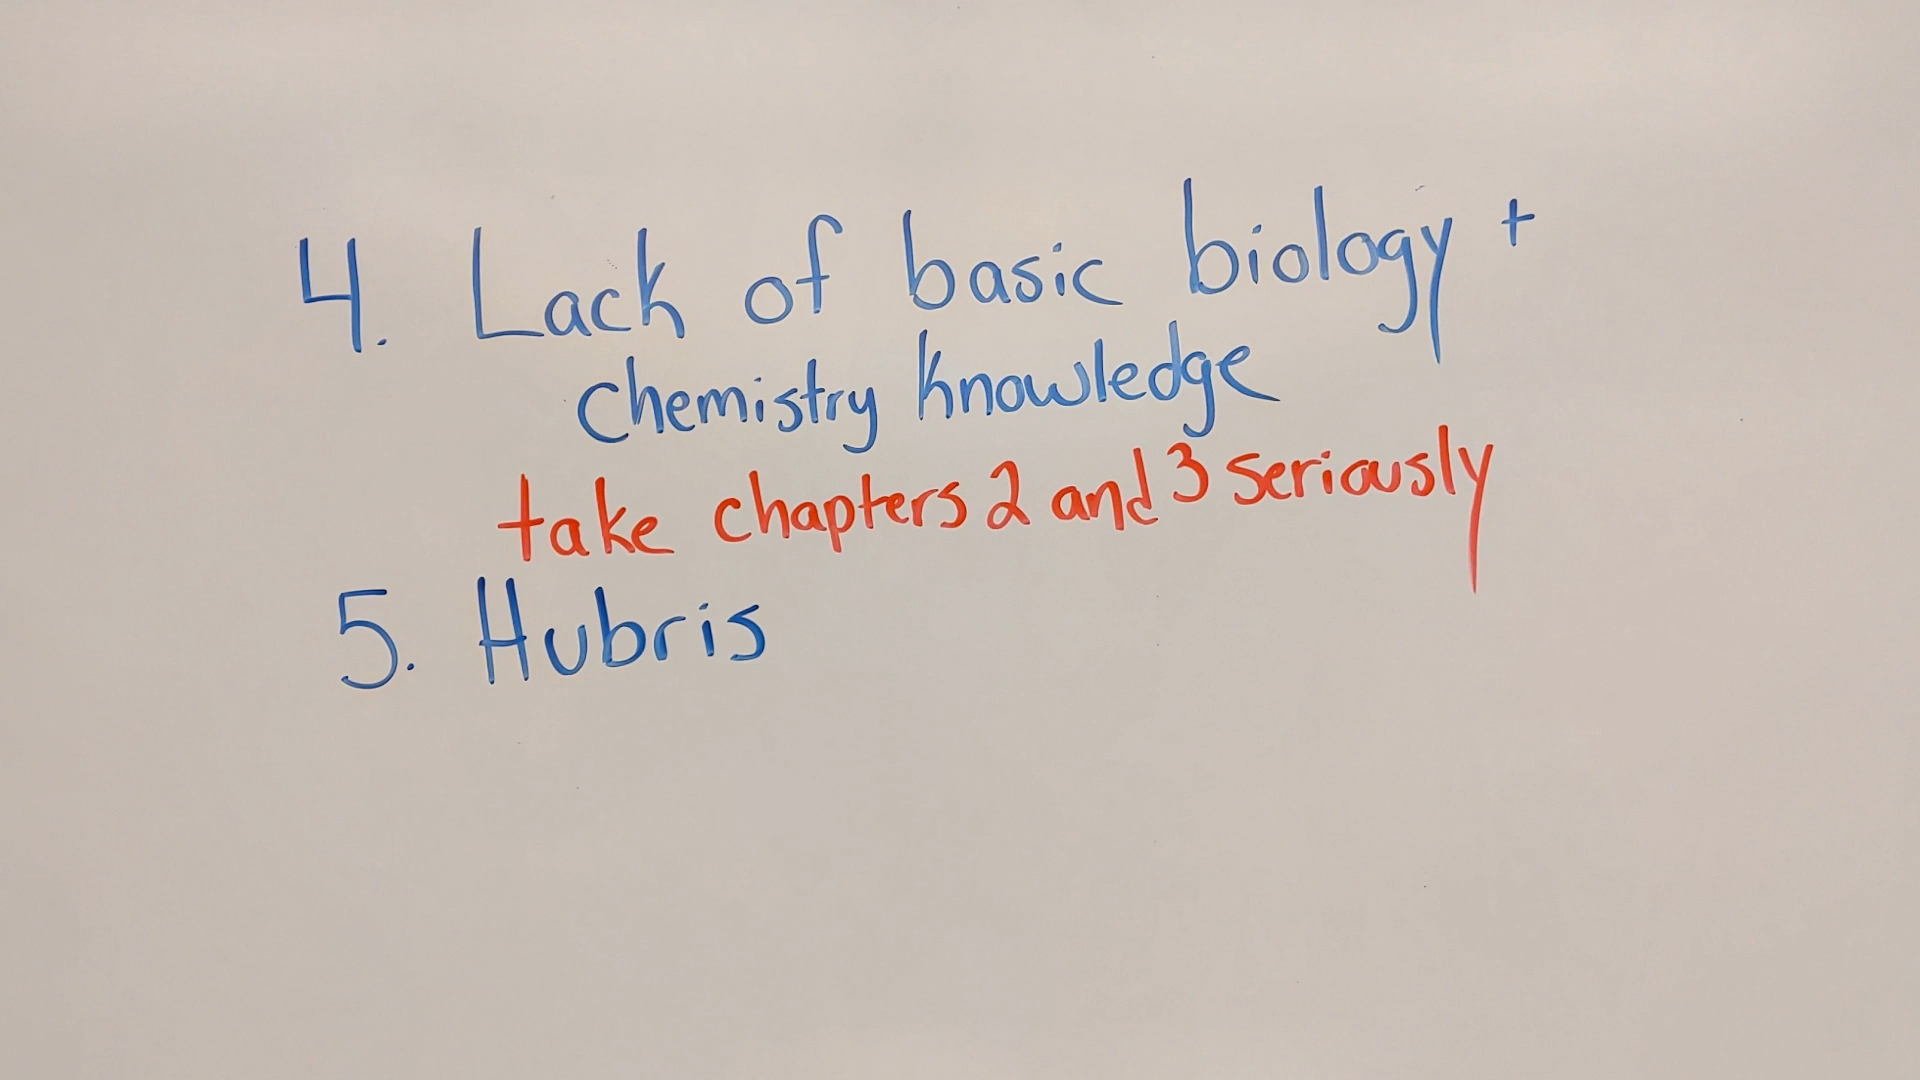 4. Lack of basic biology +
chemistry knowledge
take chapters 2 and 3 seriously
5. Hubris